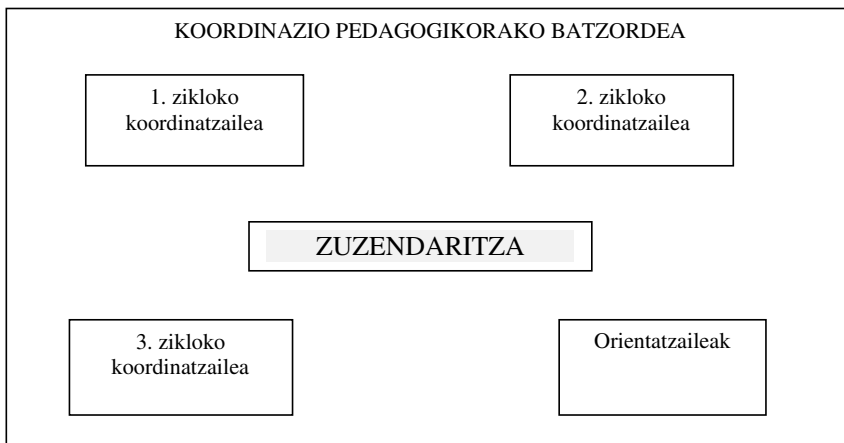 KOORDINAZIO PEDAGOGIKORAKO BATZORDEA
1. zikloko
koordinatzailea
2. zikloko
koordinatzailea
ZUZENDARITZA
3. zikloko
koordinatzailea
Orientatzaileak